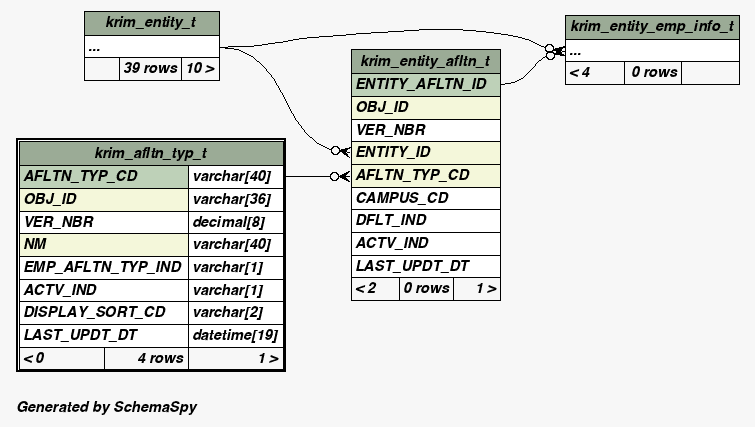 krim_entity_t
...
39 rows 10 >
krim_entity_emp_info_t
...
< 4 0 rows
krim_entity_afltn_t
ENTITY_AFLTN_ID
OBJ_ID
VER_NBR
ENTITY_ID
AFLTN_TYP_CD
CAMPUS_CD
DFLT_IND
ACTV_IND
LAST_UPDT_DT
< 2 0 rows 1 >
krim_afltn_typ_t
AFLTN_TYP_CD varchar[40]
OBJ_ID varchar[36]
VER_NBR decimal[8]
NM varchar[40]
EMP_AFLTN_TYP_IND varchar[1]
ACTV_IND varchar[1]
DISPLAY_SORT_CD varchar[2]
LAST_UPDT_DT datetime[19]
< 0 4 rows 1 >
Generated by SchemaSpy